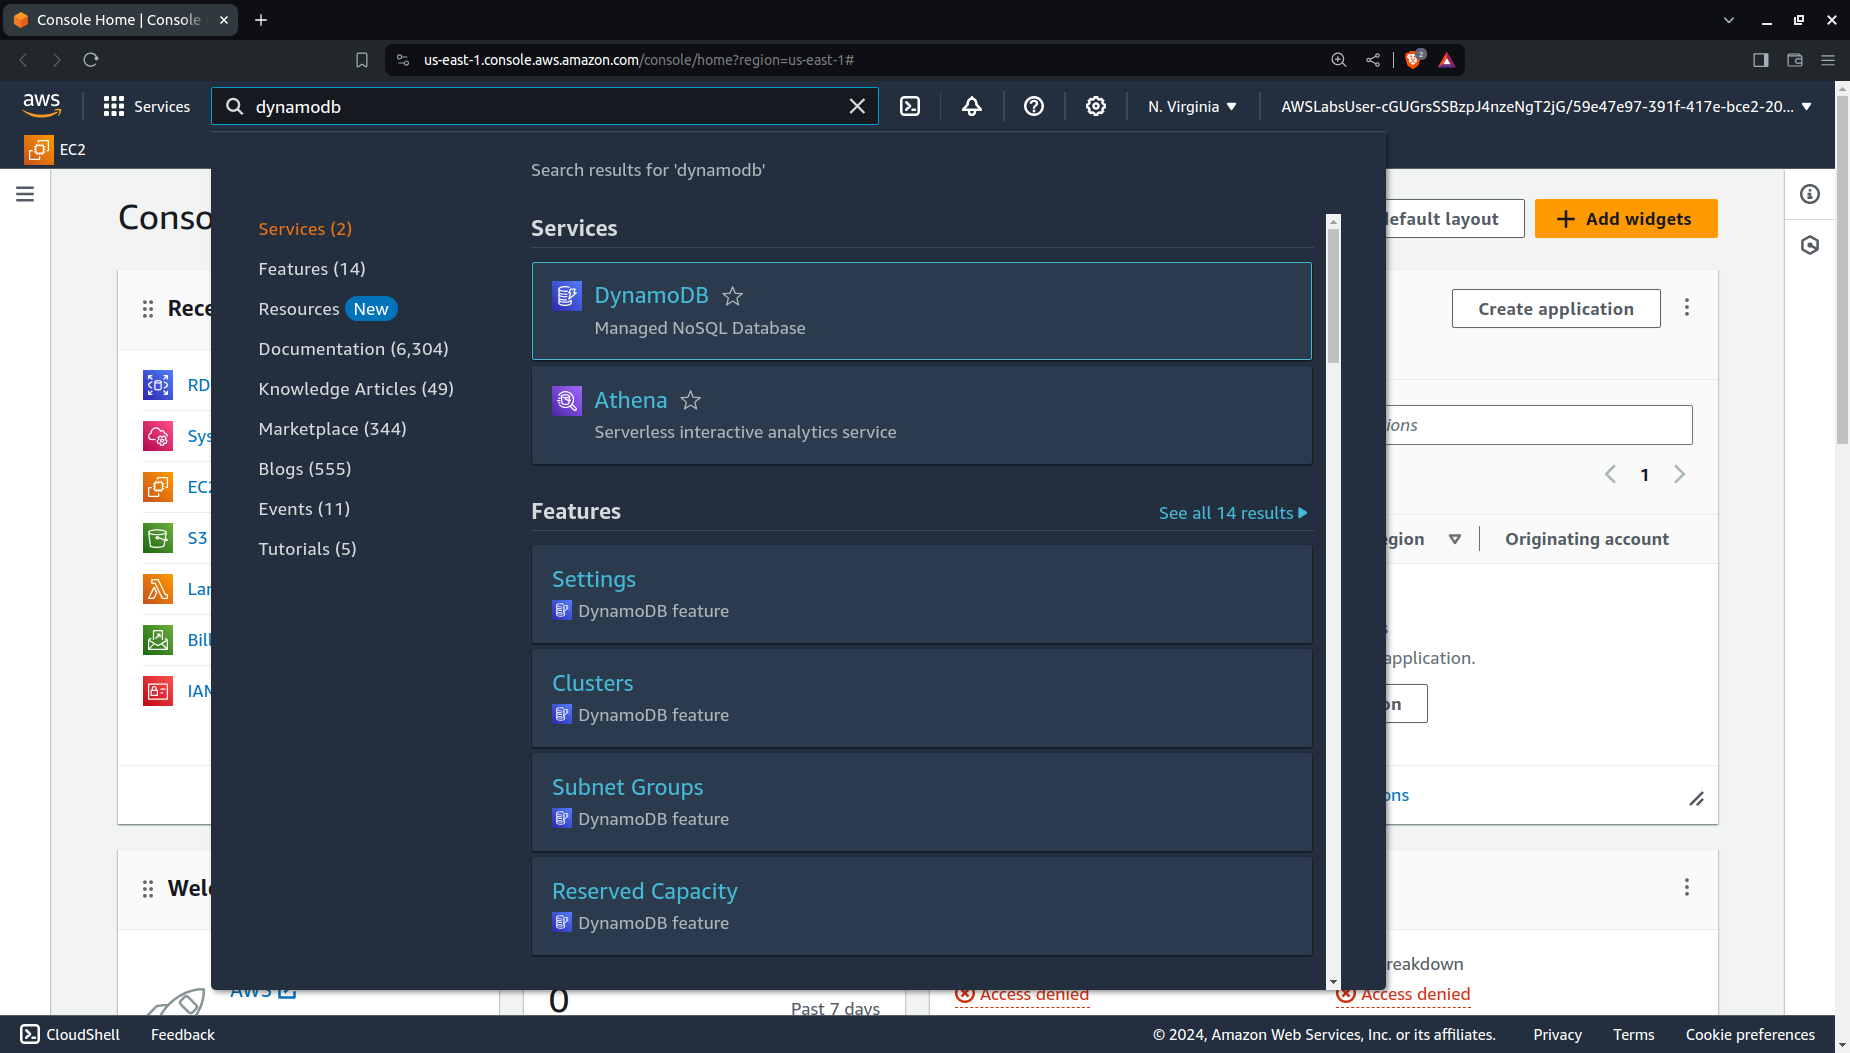 Console Home | Console
us-east-1.console.aws.amazon.com/console/home?region=us-east-1#
2
aws
Services
dynamodb
N. Virginia
AWSLabsUser-cGUGrsSSBzpJ4nzeNgT2jG/59e47e97-391f-417e-bce2-20...
EC2
Search results for 'dynamodb'
Services (2)
Features (14)
Resources New
Documentation (6,304)
Knowledge Articles (49)
Marketplace (344)
Blogs (555)
Events (11)
Tutorials (5)
Services
DynamoDB
Managed NoSQL Database
Athena
Serverless interactive analytics service
Features
See all 14 results
Settings
DynamoDB feature
Clusters
DynamoDB feature
Subnet Groups
DynamoDB feature
Reserved Capacity
DynamoDB feature
Conso
Rece
RD
Sys
EC2
S3
Lar
Bill
IAN
Welc
AWS
0
Past 7 days
efault layout
Add widgets
Create application
ions
1
egion
Originating account
s
application.
on
ons
reakdown
Access denied
Access denied
CloudShell
Feedback
© 2024, Amazon Web Services, Inc. or its affiliates.
Privacy
Terms
Cookie preferences